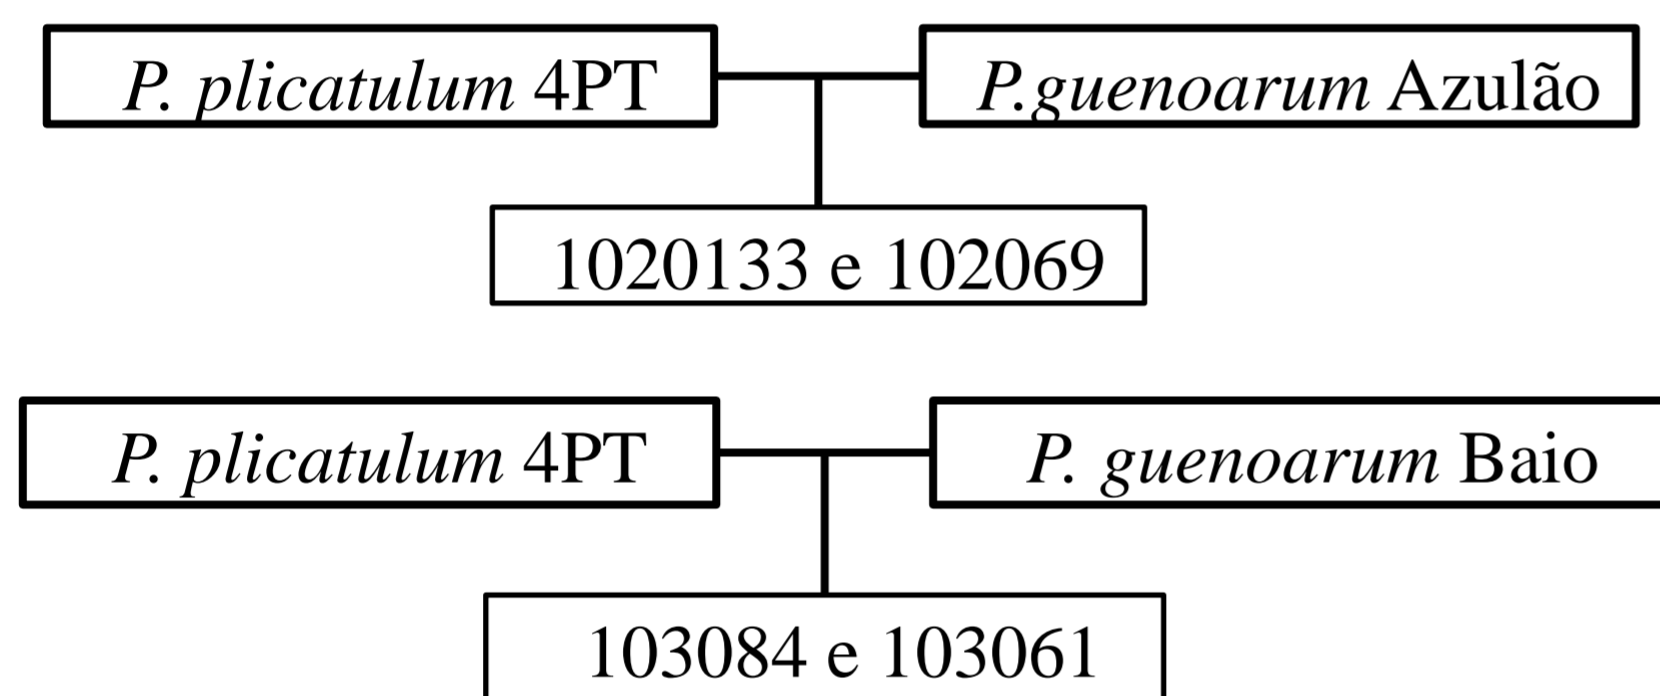 P. plicatulum 4PT
P.guenoarum Azulão
1020133 e 102069
P. plicatulum 4PT
P. guenoarum Baio
103084 e 103061